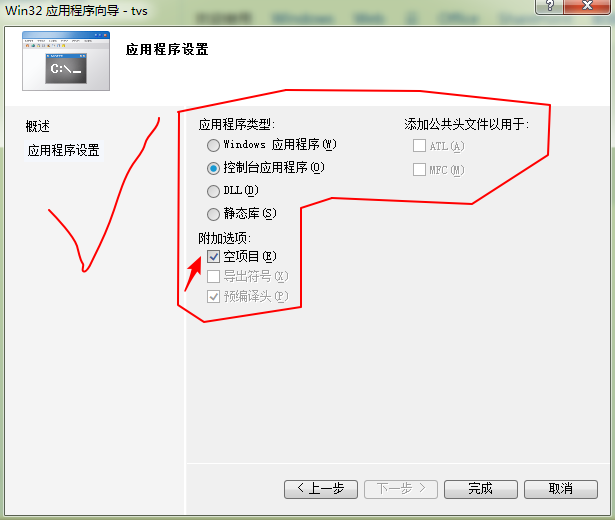 Win32 应用程序向导 - tvs
应用程序设置
C:\_
概述
应用程序设置
应用程序类型:
Windows 应用程序(W)
控制台应用程序(O)
DLL(D)
静态库(S)
添加公共头文件以用于:
ATL(A)
MFC(M)
附加选项:
空项目(E)
导出符号(X)
预编译头(P)
< 上一步
下一步 >
完成
取消